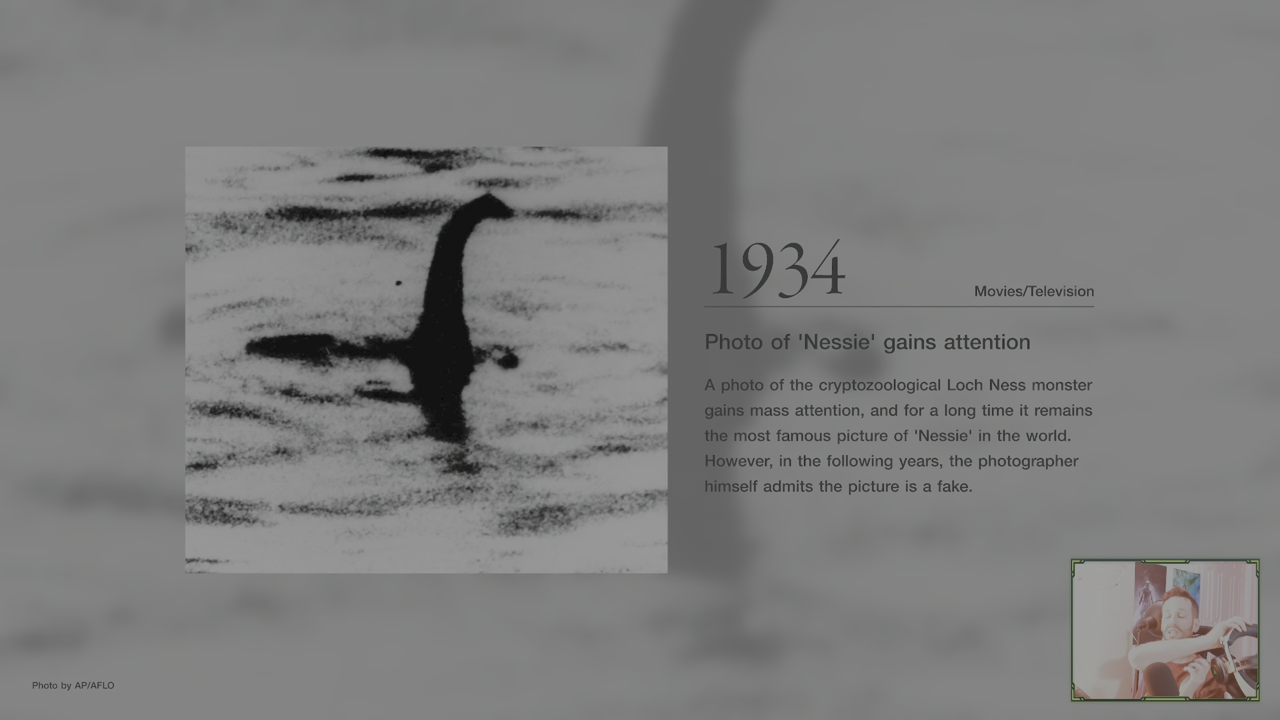 1934
Movies/Television
Photo of 'Nessie' gains attention
A photo of the cryptozoological Loch Ness monster
gains mass attention, and for a long time it remains
the most famous picture of 'Nessie' in the world.
However, in the following years, the photographer
himself admits the picture is a fake.
Photo by AP/AFLO